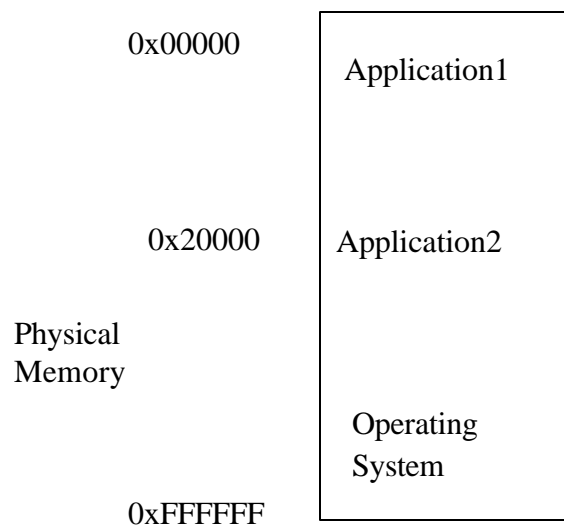 0x00000
Application1
0x20000
Application2
Physical
Memory
Operating
System
0xFFFFFF